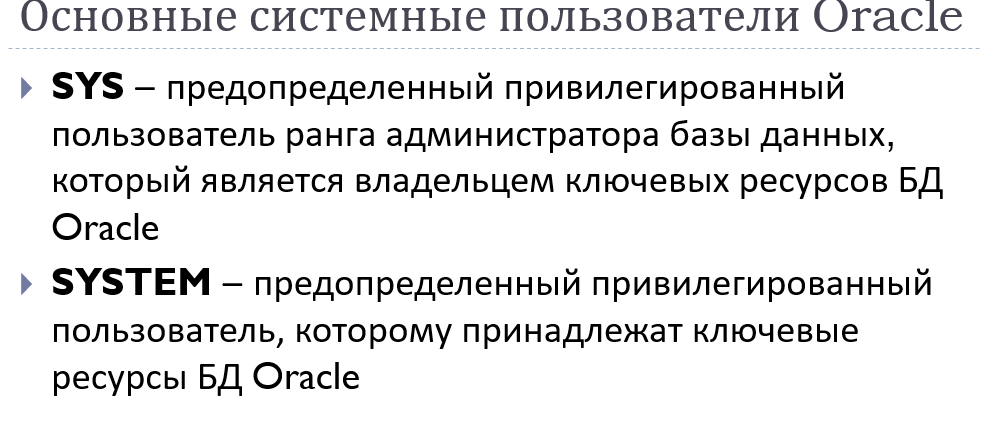 Основные системные пользователи Oracle
SYS – предопределенный привилегированный
пользователь ранга администратора базы данных,
который является владельцем ключевых ресурсов БД
Oracle
SYSTEM – предопределенный привилегированный
пользователь, которому принадлежат ключевые
ресурсы БД Oracle